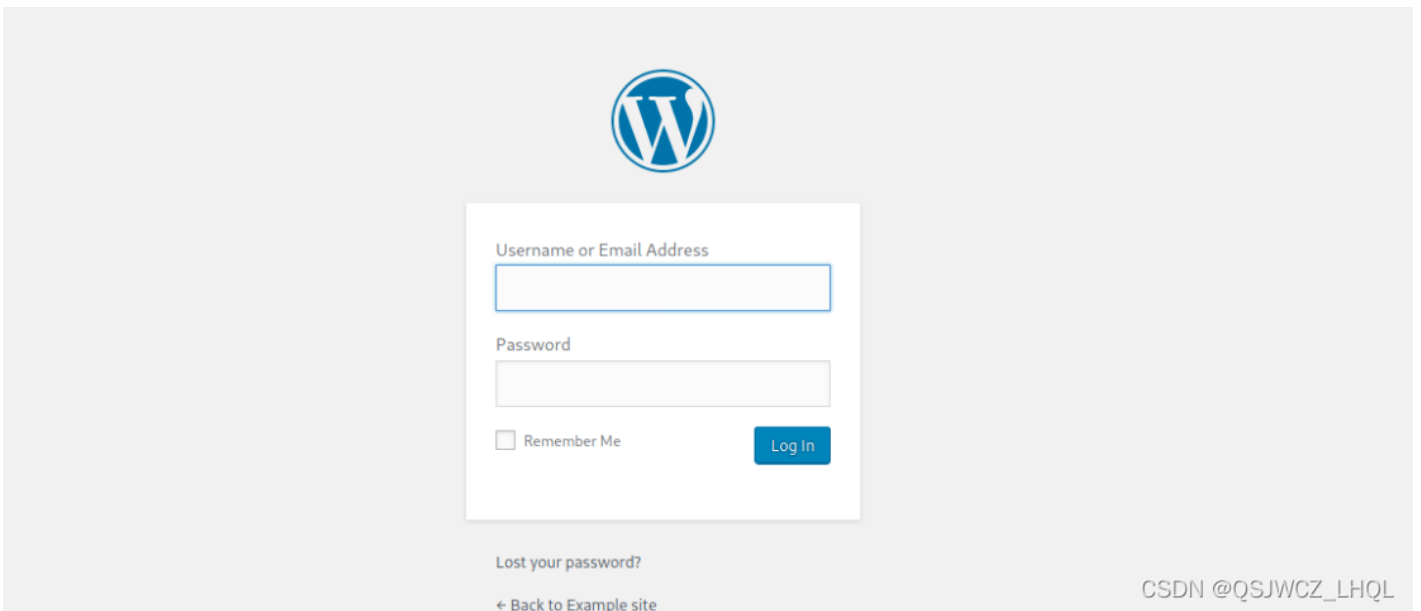 Username or Email Address
Password
Remember Me
Log In
Lost your password?
← Back to Example site
CSDN @QSJWCZ_LHQL